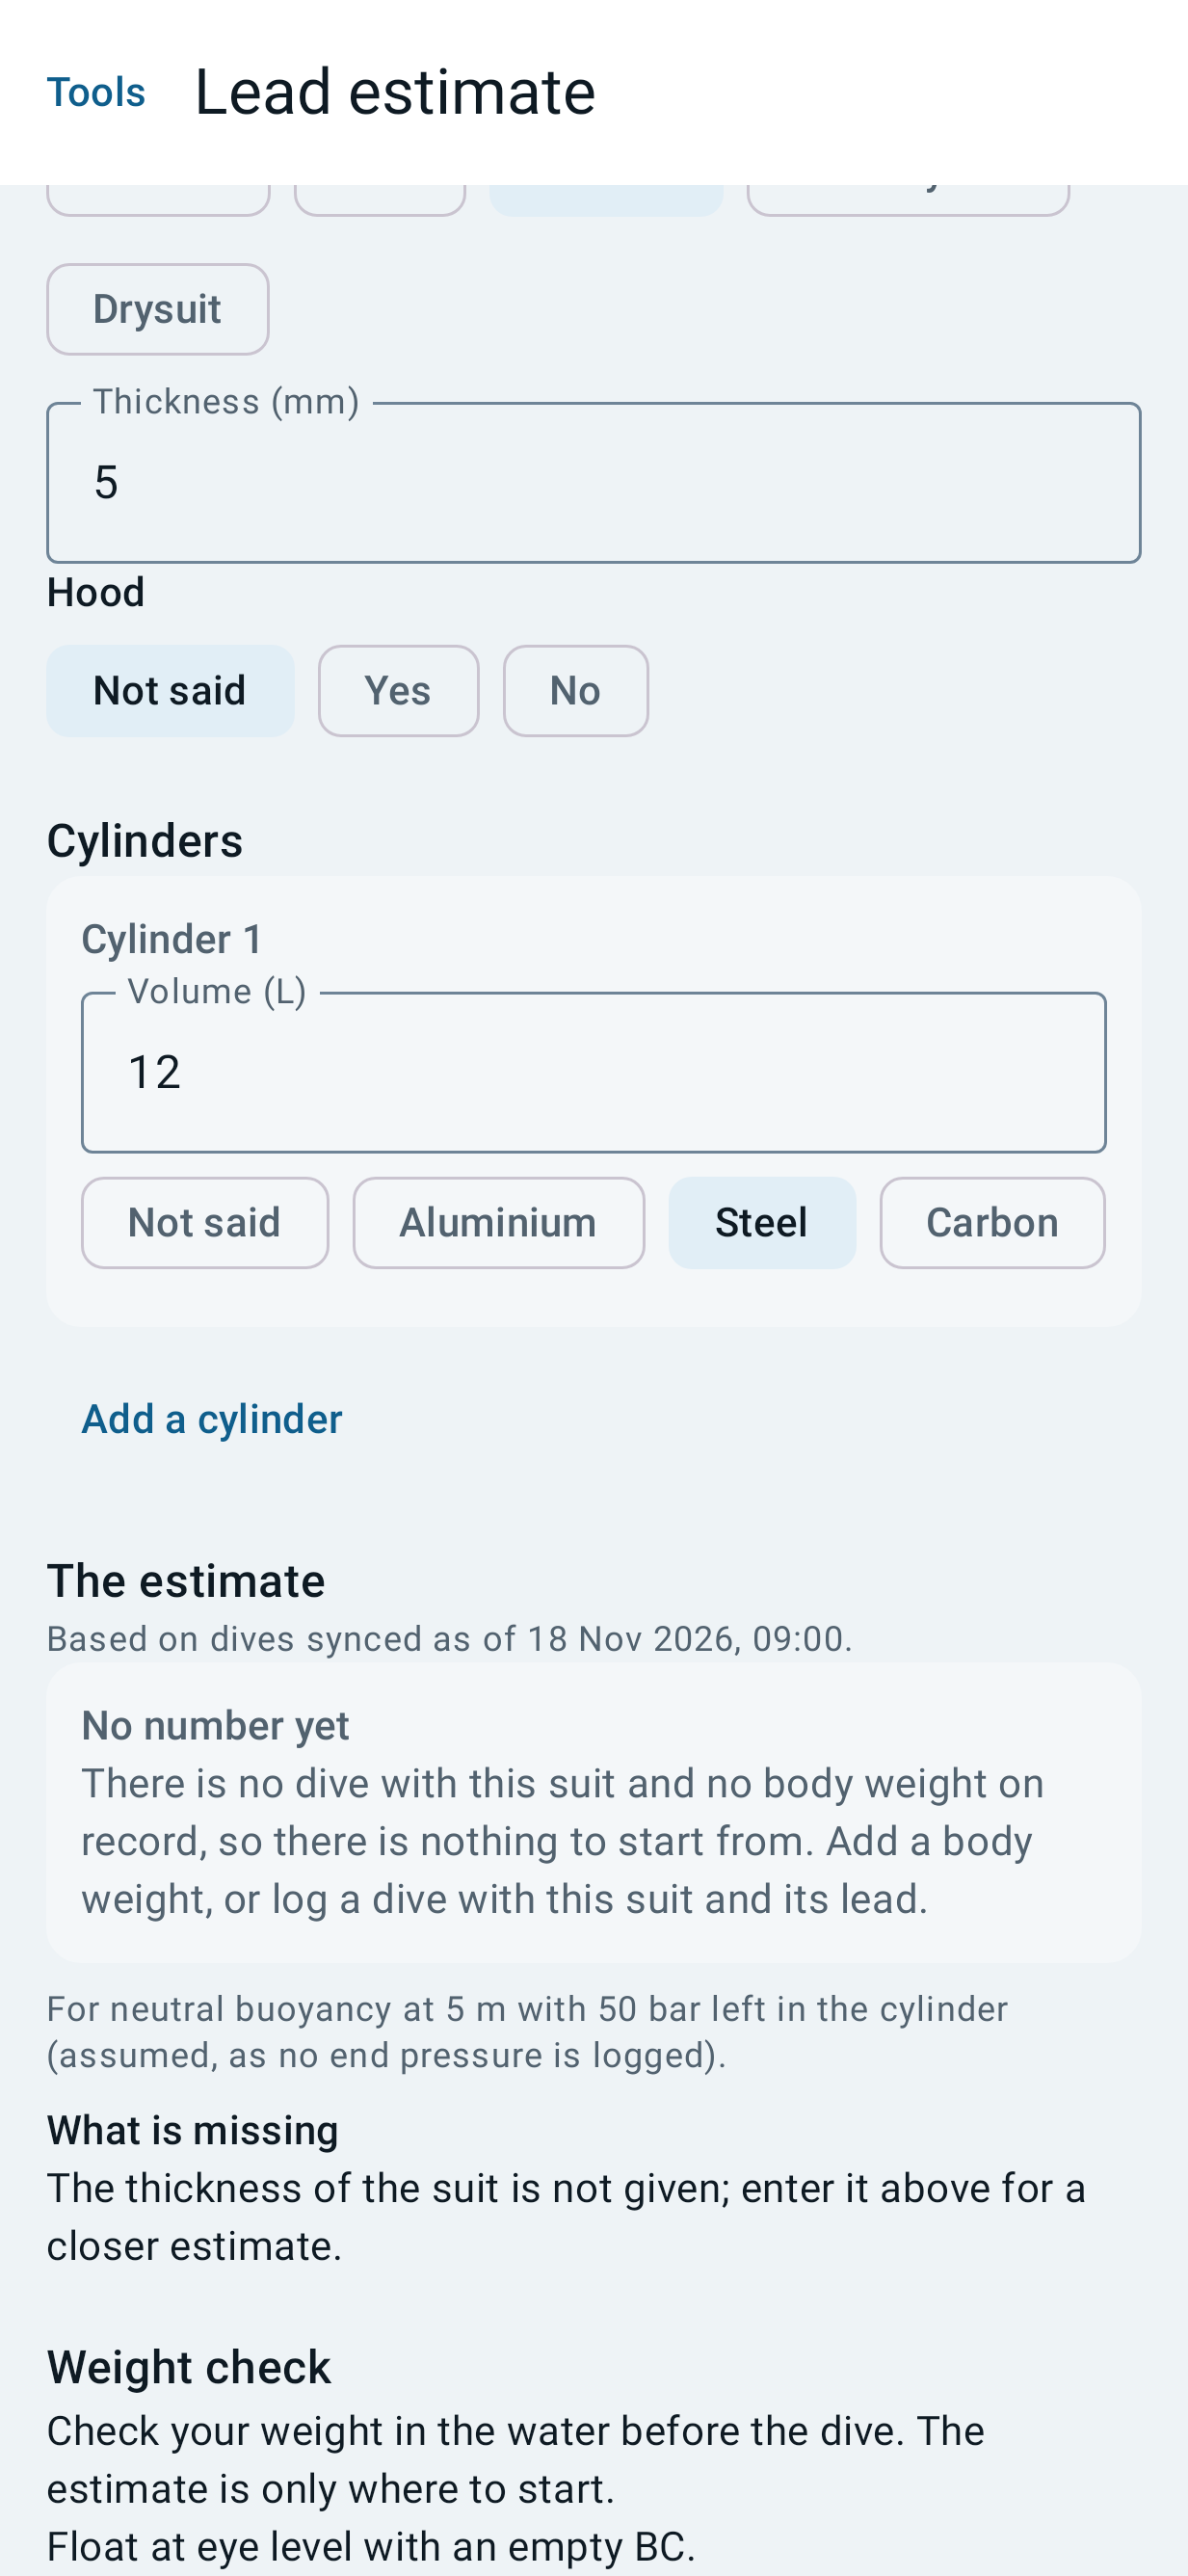 Tools Lead estimate
Drysuit
Thickness (mm)
5
Hood
Not said Yes No
Cylinders
Cylinder 1
Volume (L)
12
Not said Aluminium Steel Carbon
Add a cylinder
The estimate
Based on dives synced as of 18 Nov 2026, 09:00.
No number yet
There is no dive with this suit and no body weight on
record, so there is nothing to start from. Add a body
weight, or log a dive with this suit and its lead.
For neutral buoyancy at 5 m with 50 bar left in the cylinder
(assumed, as no end pressure is logged).
What is missing
The thickness of the suit is not given; enter it above for a
closer estimate.
Weight check
Check your weight in the water before the dive. The
estimate is only where to start.
Float at eye level with an empty BC.